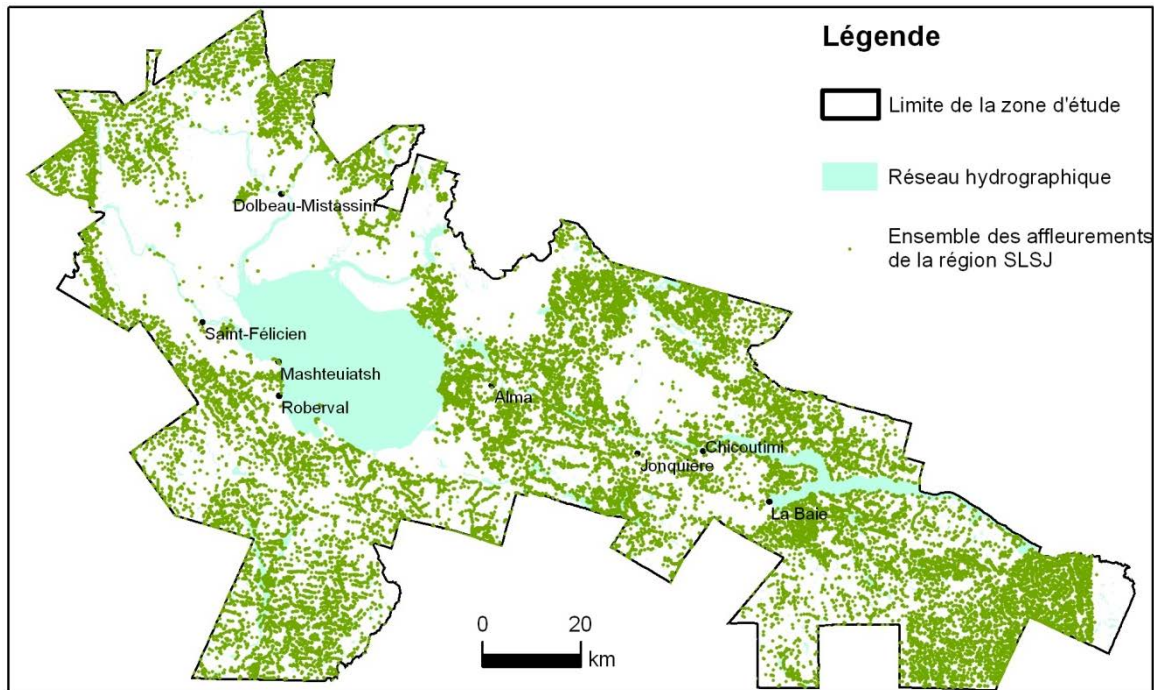 Légende
Limite de la zone d'étude
Réseau hydrographique
Ensemble des affleurements
de la région SLSJ
Dolbeau-Mistassini
Saint-Félicien
Mashteuiatsh
Roberval
Alma
Chicoutimi
Jonquière
La Baie
0 20
km